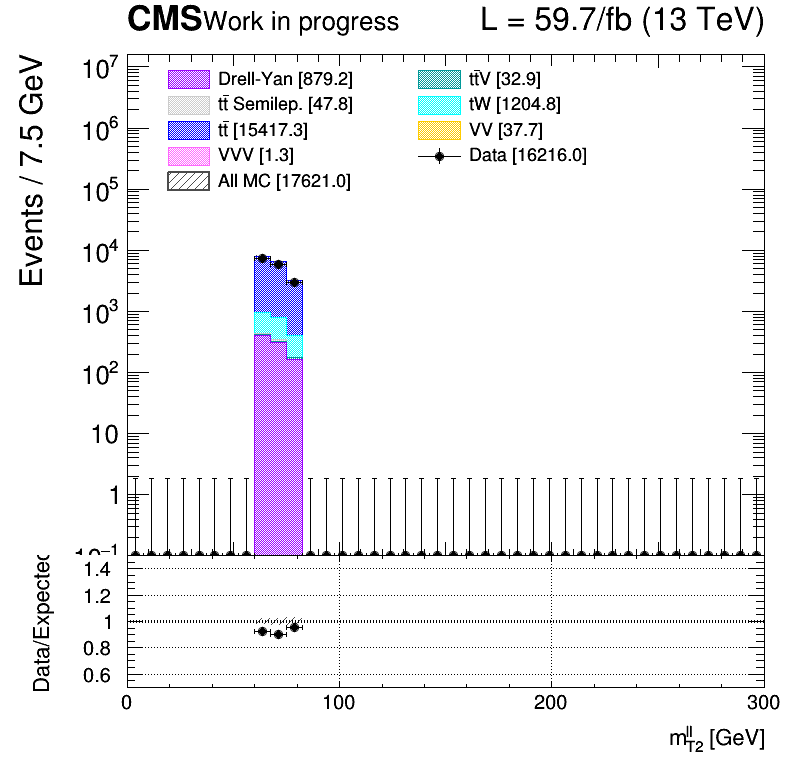 CMS Work in progress L = 59.7/fb (13 TeV)
Events / 7.5 GeV
10⁷
10⁶
10⁵
10⁴
10³
10²
10
1
10⁻¹
Drell-Yan [879.2]
tt̄ Semilep. [47.8]
tt̄ [15417.3]
VVV [1.3]
All MC [17621.0]
tt̄V [32.9]
tW [1204.8]
VV [37.7]
Data [16216.0]
Data/Expected
1.4
1.2
1
0.8
0.6
0 100 200 300
m_T2^ll [GeV]